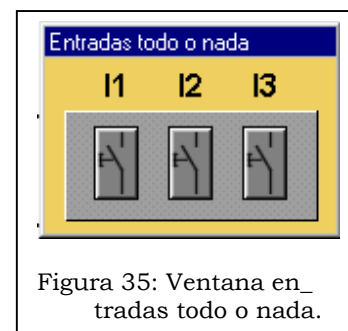 Entradas todo o nada
I1 I2 I3
Figura 35: Ventana en_
tradas todo o nada.